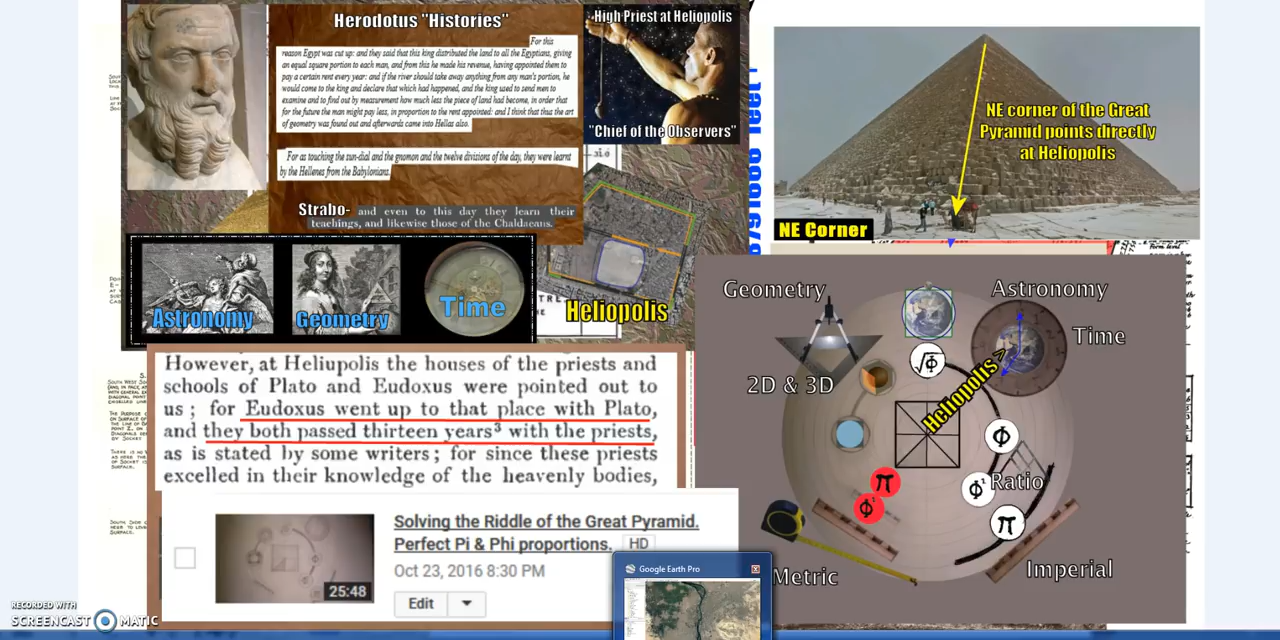 Herodotus "Histories"
For this
reason Egypt was cut up: and they said that this king distributed the land to all the Egyptians, giving
an equal square portion to each man, and from this he made his revenue, having appointed them to
pay a certain rent every year: and if the river should take away anything from any man's portion, he
would come to the king and declare that which had happened, and the king used to send men to
examine and to find out by measurement how much less the piece of land had become, in order that
for the future the man might pay less, in proportion to the rent appointed: and I think that thus the art
of geometry was found out and afterwards came into Hellas also.
For as touching the sun-dial and the gnomon and the twelve divisions of the day, they were learnt
by the Hellenes from the Babylonians.
Strabo- and even to this day they learn their
teachings, and likewise those of the Chaldaeans.
High Priest at Heliopolis
"Chief of the Observers"
Astronomy
Geometry
Time
Heliopolis
However, at Heliupolis the houses of the priests and
schools of Plato and Eudoxus were pointed out to
us; for Eudoxus went up to that place with Plato,
and they both passed thirteen years³ with the priests,
as is stated by some writers; for since these priests
excelled in their knowledge of the heavenly bodies,
25:48
Solving the Riddle of the Great Pyramid.
Perfect Pi & Phi proportions. HD
Oct 23, 2016 8:30 PM
Edit
Google Earth Pro
RECORDED WITH
SCREENCAST MATIC
NE corner of the Great
Pyramid points directly
at Heliopolis
NE Corner
Geometry
Astronomy
Time
2D & 3D
√Φ
Heliopolis >
Φ
Φ² Ratio
π
π
Φ²
Metric
Imperial